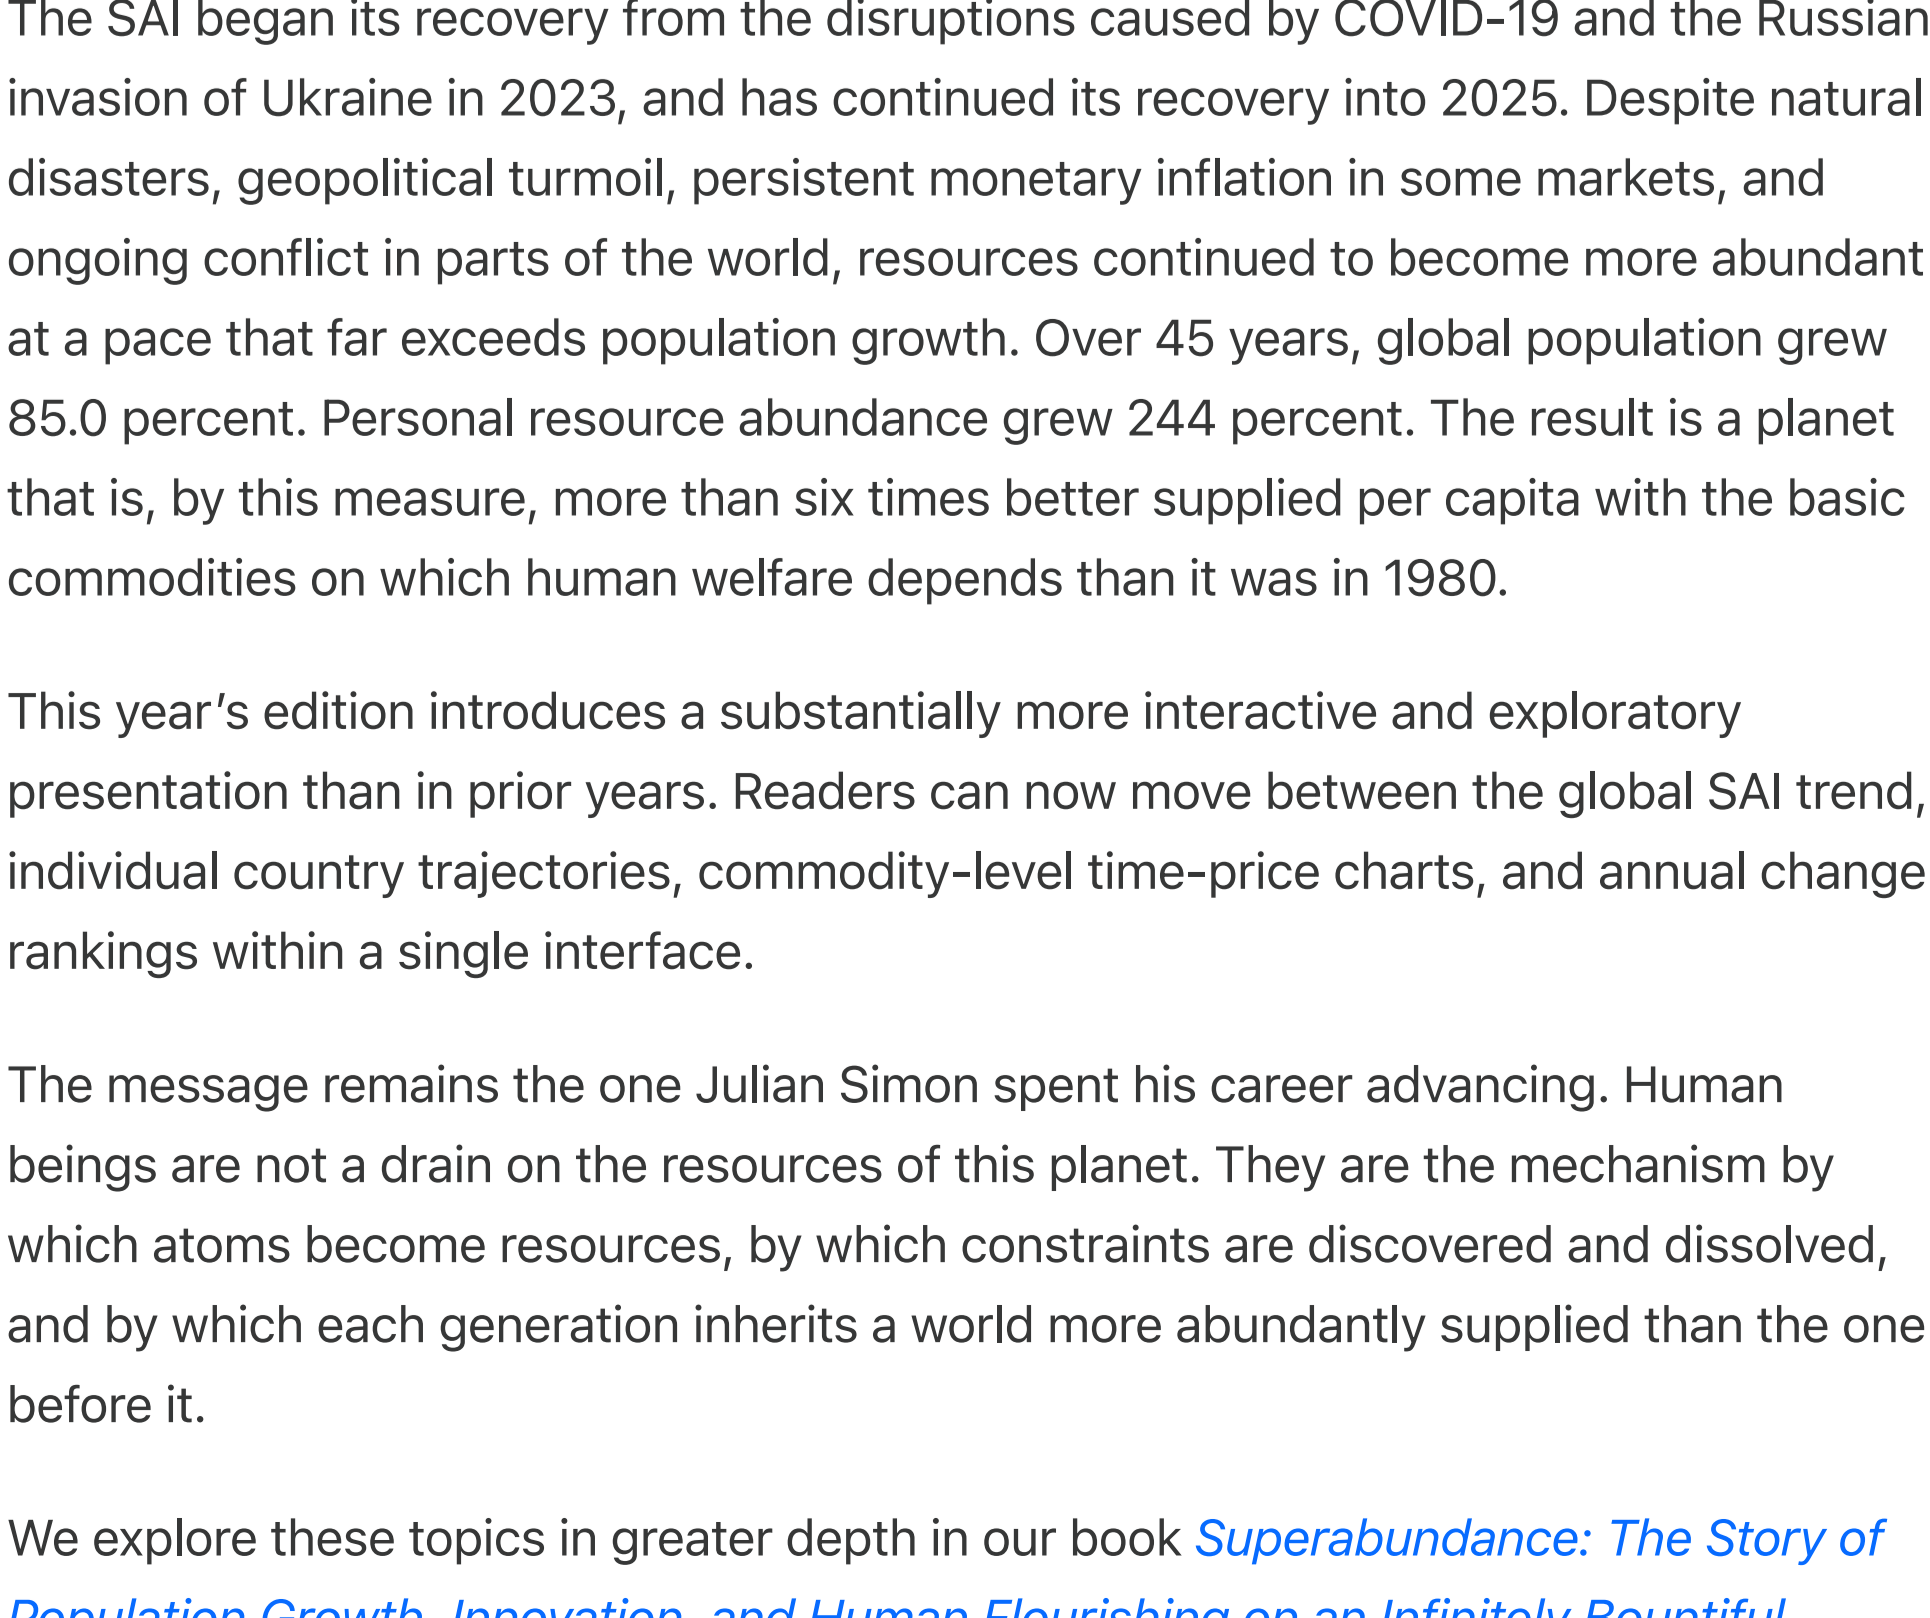 The SAI began its recovery from the disruptions caused by COVID-19 and the Russian
invasion of Ukraine in 2023, and has continued its recovery into 2025. Despite natural
disasters, geopolitical turmoil, persistent monetary inflation in some markets, and
ongoing conflict in parts of the world, resources continued to become more abundant
at a pace that far exceeds population growth. Over 45 years, global population grew
85.0 percent. Personal resource abundance grew 244 percent. The result is a planet
that is, by this measure, more than six times better supplied per capita with the basic
commodities on which human welfare depends than it was in 1980.
This year’s edition introduces a substantially more interactive and exploratory
presentation than in prior years. Readers can now move between the global SAI trend,
individual country trajectories, commodity-level time-price charts, and annual change
rankings within a single interface.
The message remains the one Julian Simon spent his career advancing. Human
beings are not a drain on the resources of this planet. They are the mechanism by
which atoms become resources, by which constraints are discovered and dissolved,
and by which each generation inherits a world more abundantly supplied than the one
before it.
We explore these topics in greater depth in our book Superabundance: The Story of
Population Growth, Innovation, and Human Flourishing on an Infinitely Bountiful